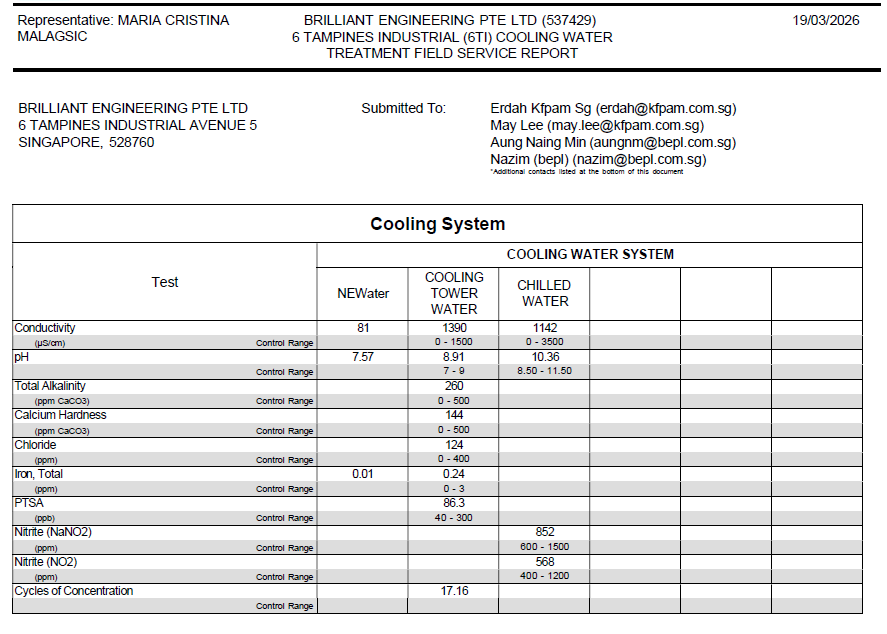 Representative: MARIA CRISTINA
MALAGSIC
BRILLIANT ENGINEERING PTE LTD (537429)
6 TAMPINES INDUSTRIAL (6TI) COOLING WATER
TREATMENT FIELD SERVICE REPORT
19/03/2026
BRILLIANT ENGINEERING PTE LTD
6 TAMPINES INDUSTRIAL AVENUE 5
SINGAPORE, 528760
Submitted To:
Erdah Kfpam Sg (erdah@kfpam.com.sg)
May Lee (may.lee@kfpam.com.sg)
Aung Naing Min (aungnm@bepl.com.sg)
Nazim (bepl) (nazim@bepl.com.sg)
*Additional contacts listed at the bottom of this document
Cooling System
Test
COOLING WATER SYSTEM
NEWater
COOLING
TOWER
WATER
CHILLED
WATER
Conductivity 81 1390 1142
(µS/cm) Control Range 0 - 1500 0 - 3500
pH 7.57 8.91 10.36
Control Range 7 - 9 8.50 - 11.50
Total Alkalinity 260
(ppm CaCO3) Control Range 0 - 500
Calcium Hardness 144
(ppm CaCO3) Control Range 0 - 500
Chloride 124
(ppm) Control Range 0 - 400
Iron, Total 0.01 0.24
(ppm) Control Range 0 - 3
PTSA 86.3
(ppb) Control Range 40 - 300
Nitrite (NaNO2) 852
(ppm) Control Range 600 - 1500
Nitrite (NO2) 568
(ppm) Control Range 400 - 1200
Cycles of Concentration 17.16
Control Range